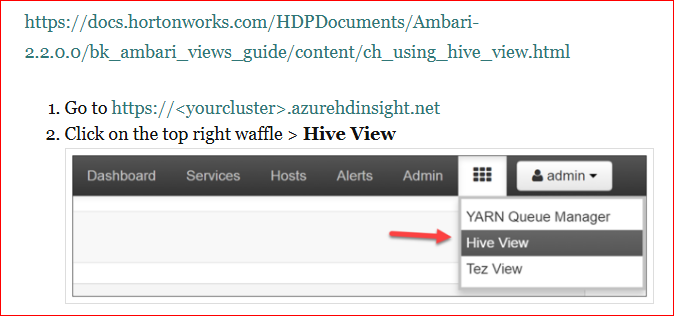 https://docs.hortonworks.com/HDPDocuments/Ambari-
2.2.0.0/bk_ambari_views_guide/content/ch_using_hive_view.html
1. Go to https://<yourcluster>.azurehdinsight.net
2. Click on the top right waffle > Hive View
Dashboard Services Hosts Alerts Admin admin
YARN Queue Manager
Hive View
Tez View